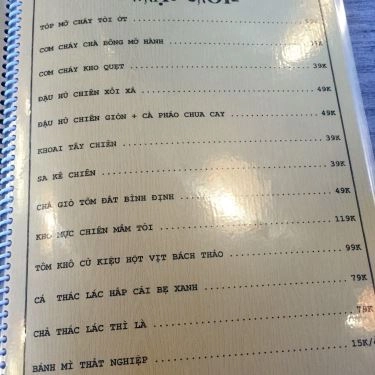 TÓP MỠ CHÁY TỎI ỚT
CƠM CHÁY CHÀ BÔNG MỠ HÀNH
CƠM CHÁY KHO QUẸT 39K
ĐẬU HỦ CHIÊN XÔI XẢ 49K
ĐẬU HỦ CHIÊN GIÒN + CÀ PHÁO CHUA CAY 49K
KHOAI TÂY CHIÊN 39K
SA KÊ CHIÊN 39K
CHẢ GIÒ TÔM ĐẤT BÌNH ĐỊNH 49K
KHÔ MỰC CHIÊN MẮM TỎI 119K
TÔM KHÔ CỦ KIỆU HỘT VỊT BÁCH THẢO 99K
CÁ THÁC LÁC HẤP CẢI BẸ XANH 79K
CHẢ THÁC LÁC THÌ LÀ 79K
BÁNH MÌ THẤT NGHIỆP 15K/